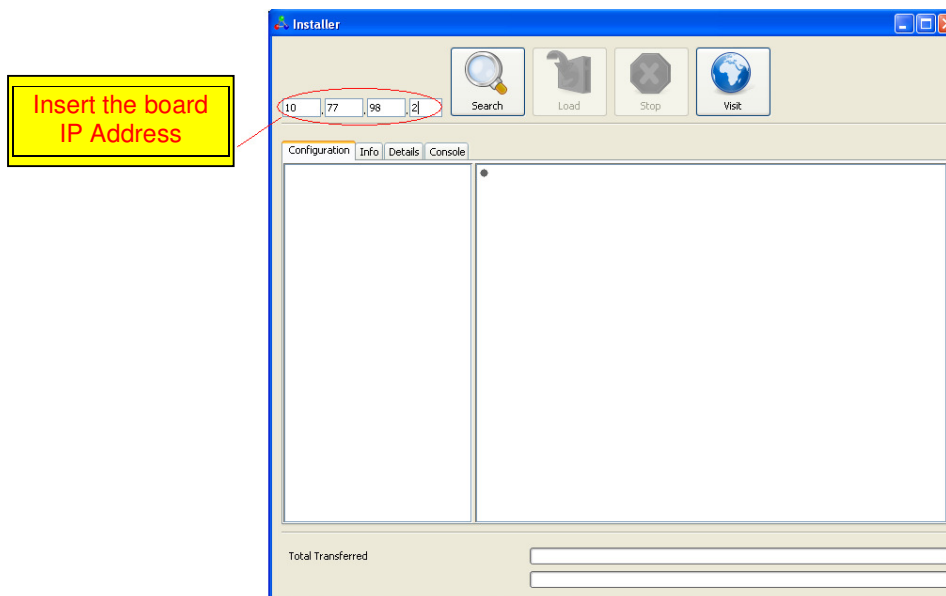 Installer
Insert the board
IP Address
10 . 77 . 98 . 2
Search
Load
Stop
Visit
Configuration
Info
Details
Console
Total Transferred